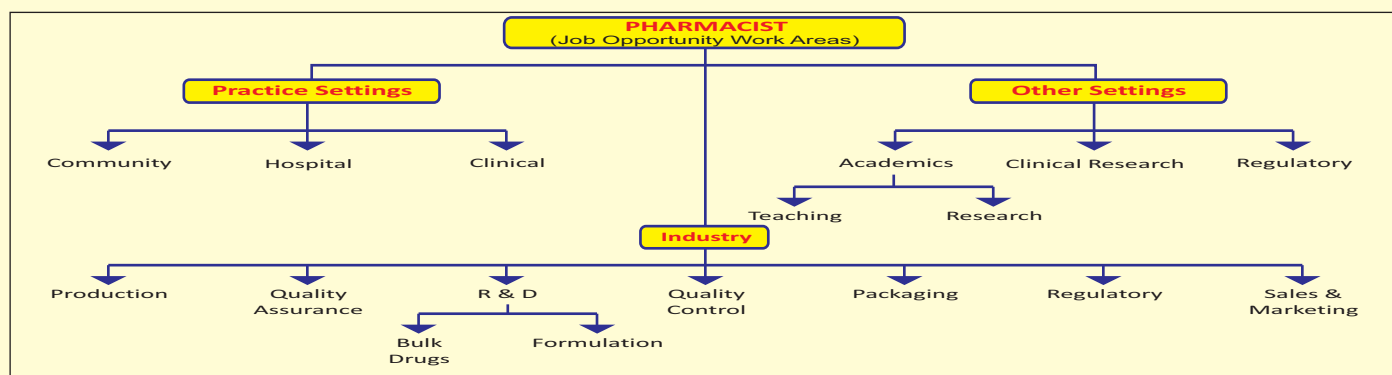 PHARMACIST
(Job Opportunity Work Areas)
Practice Settings
Other Settings
Community
Hospital
Clinical
Academics
Clinical Research
Regulatory
Teaching
Research
Industry
Production
Quality
Assurance
R & D
Quality
Control
Packaging
Regulatory
Sales &
Marketing
Bulk
Drugs
Formulation